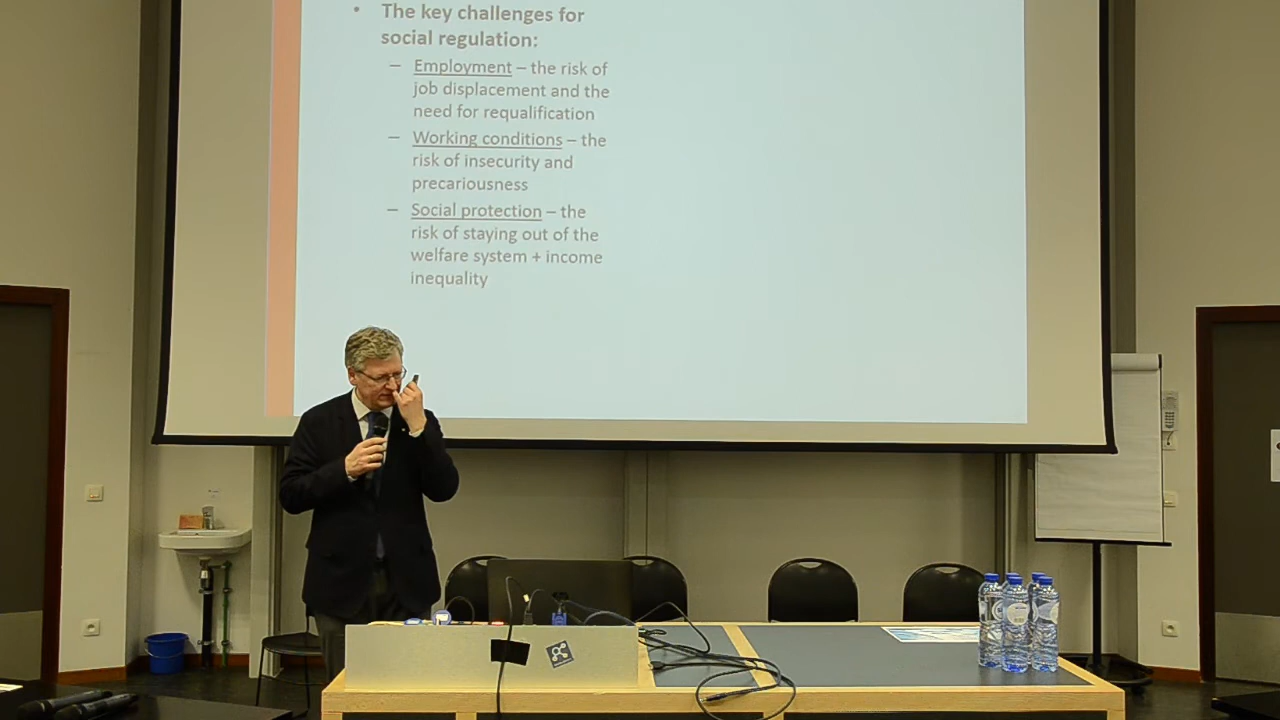 • The key challenges for
social regulation:
– Employment – the risk of
job displacement and the
need for requalification
– Working conditions – the
risk of insecurity and
precariousness
– Social protection – the
risk of staying out of the
welfare system + income
inequality